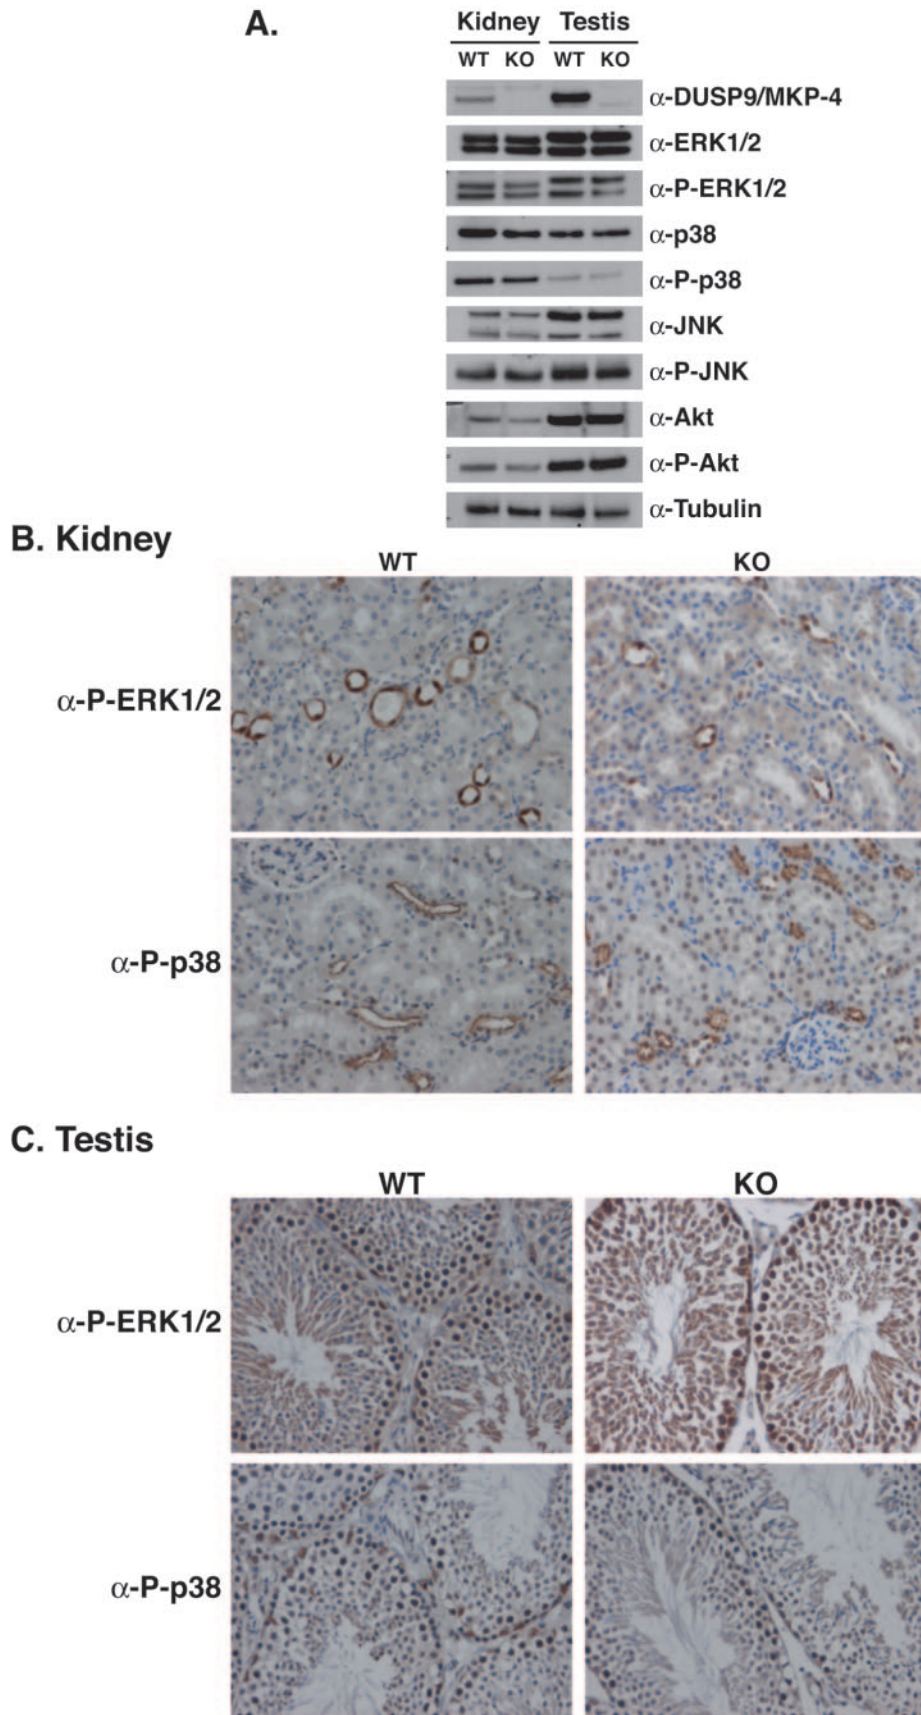 A.
Kidney Testis
WT KO WT KO
α-DUSP9/MKP-4
α-ERK1/2
α-P-ERK1/2
α-p38
α-P-p38
α-JNK
α-P-JNK
α-Akt
α-P-Akt
α-Tubulin
B. Kidney
WT KO
α-P-ERK1/2
α-P-p38
C. Testis
WT KO
α-P-ERK1/2
α-P-p38